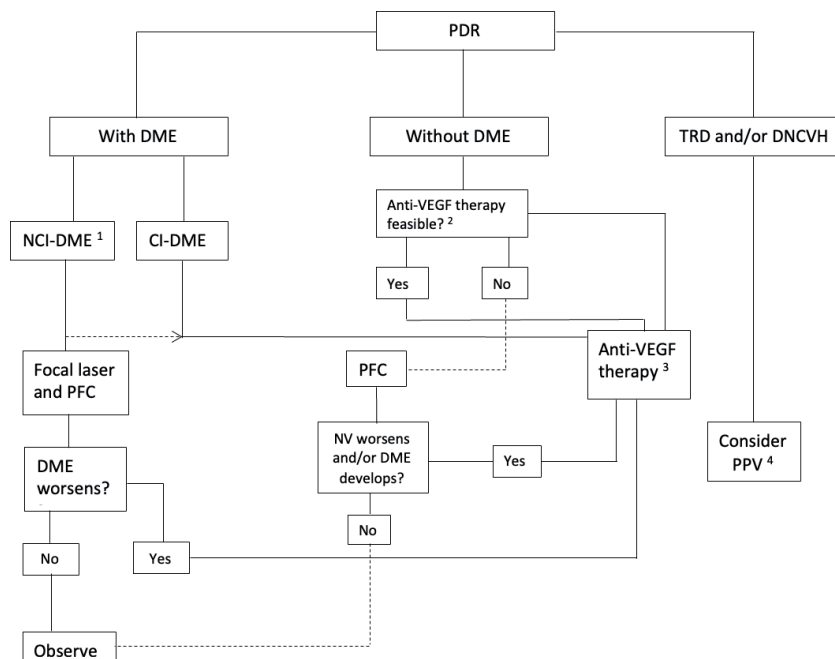 PDR
With DME
Without DME
TRD and/or DNCVH
Anti-VEGF therapy
feasible? 2
NCI-DME 1
CI-DME
Yes
No
Anti-VEGF
therapy 3
Focal laser
and PFC
PFC
NV worsens
and/or DME
develops?
Yes
Consider
PPV 4
DME
worsens?
No
No
Yes
Observe